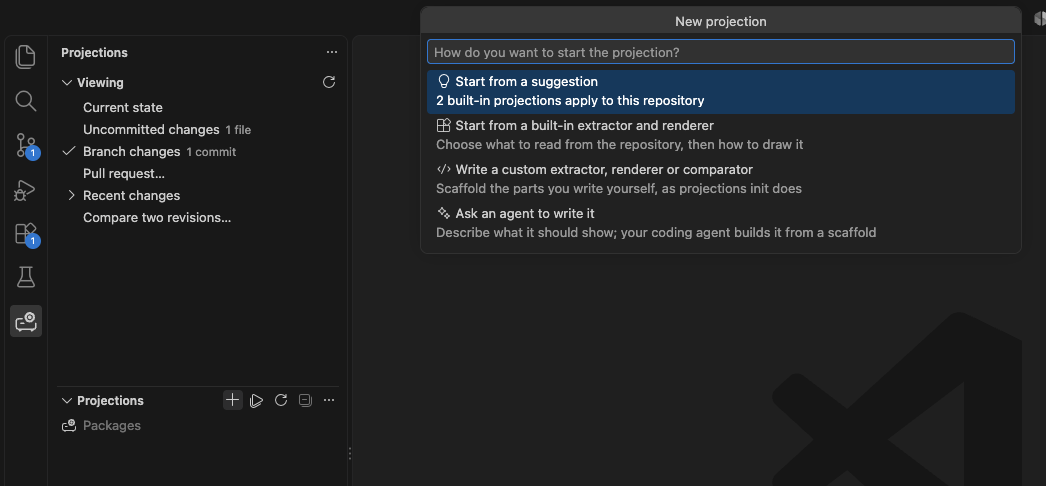 New projection
How do you want to start the projection?
Start from a suggestion
2 built-in projections apply to this repository
Start from a built-in extractor and renderer
Choose what to read from the repository, then how to draw it
Write a custom extractor, renderer or comparator
Scaffold the parts you write yourself, as projections init does
Ask an agent to write it
Describe what it should show; your coding agent builds it from a scaffold
Projections
Viewing
Current state
Uncommitted changes 1 file
Branch changes 1 commit
Pull request...
Recent changes
Compare two revisions...
1
1
Projections
Packages